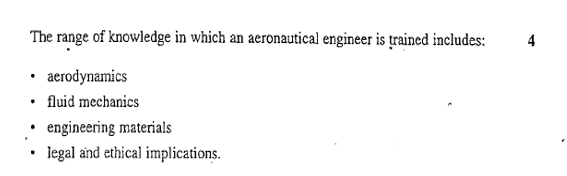 The range of knowledge in which an aeronautical engineer is trained includes: 4
• aerodynamics
• fluid mechanics
• engineering materials
• legal and ethical implications.